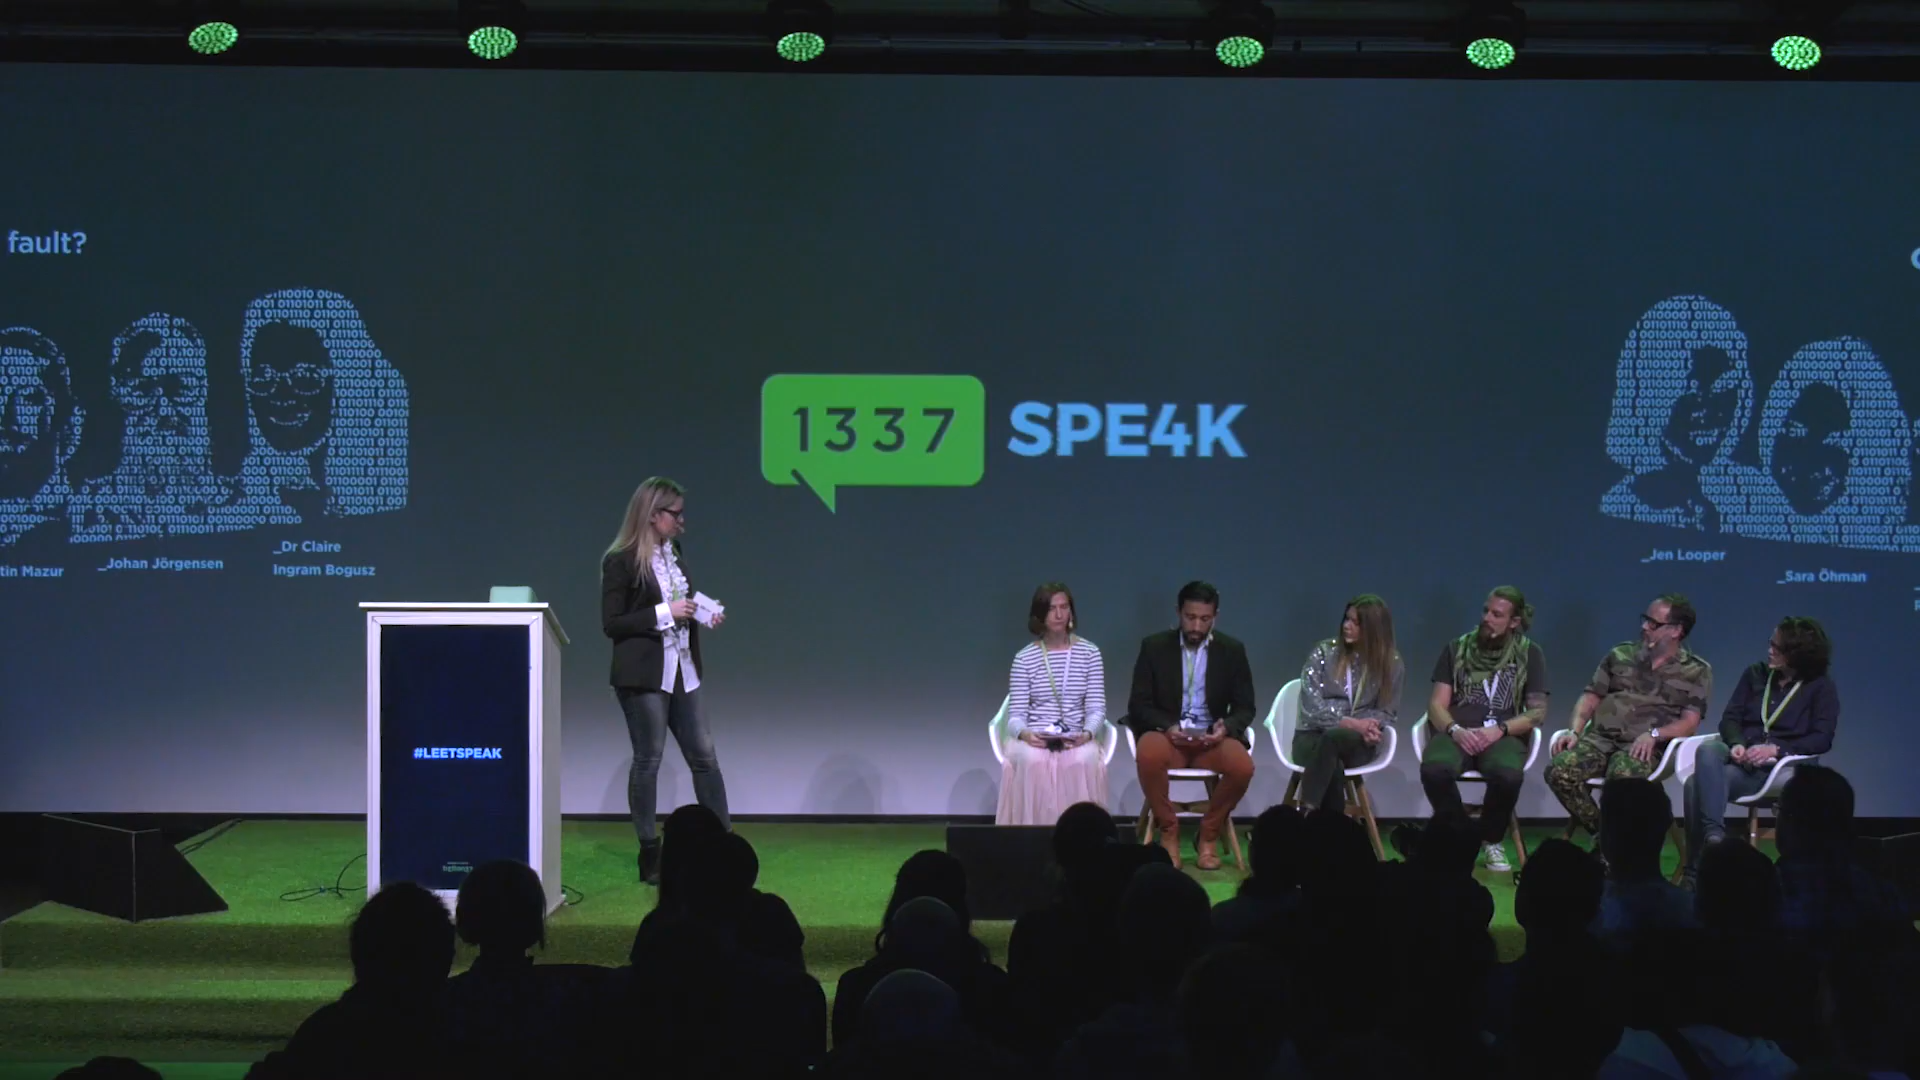 fault?
1337 SPE4K
tin Mazur
_Johan Jörgensen
_Dr Claire
Ingram Bogusz
_Jen Looper
_Sara Öhman
#LEETSPEAK